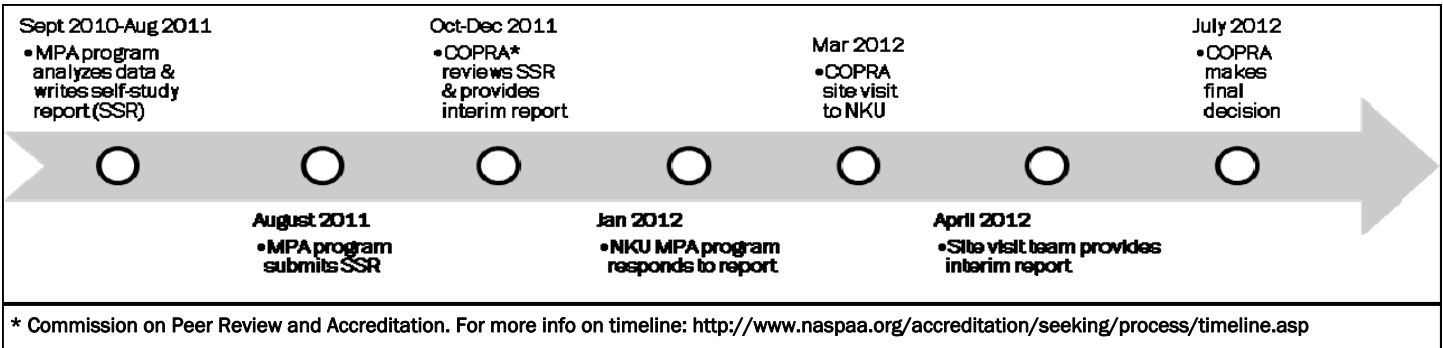 Sept 2010-Aug 2011
•MPA program
analyzes data &
writes self-study
report (SSR)
Oct-Dec 2011
•COPRA*
reviews SSR
& provides
interim report
Mar 2012
•COPRA
site visit
to NKU
July 2012
•COPRA
makes
final
decision
August 2011
•MPA program
submits SSR
Jan 2012
•NKU MPA program
responds to report
April 2012
•Site visit team provides
interim report
* Commission on Peer Review and Accreditation. For more info on timeline: http://www.naspaa.org/accreditation/seeking/process/timeline.asp